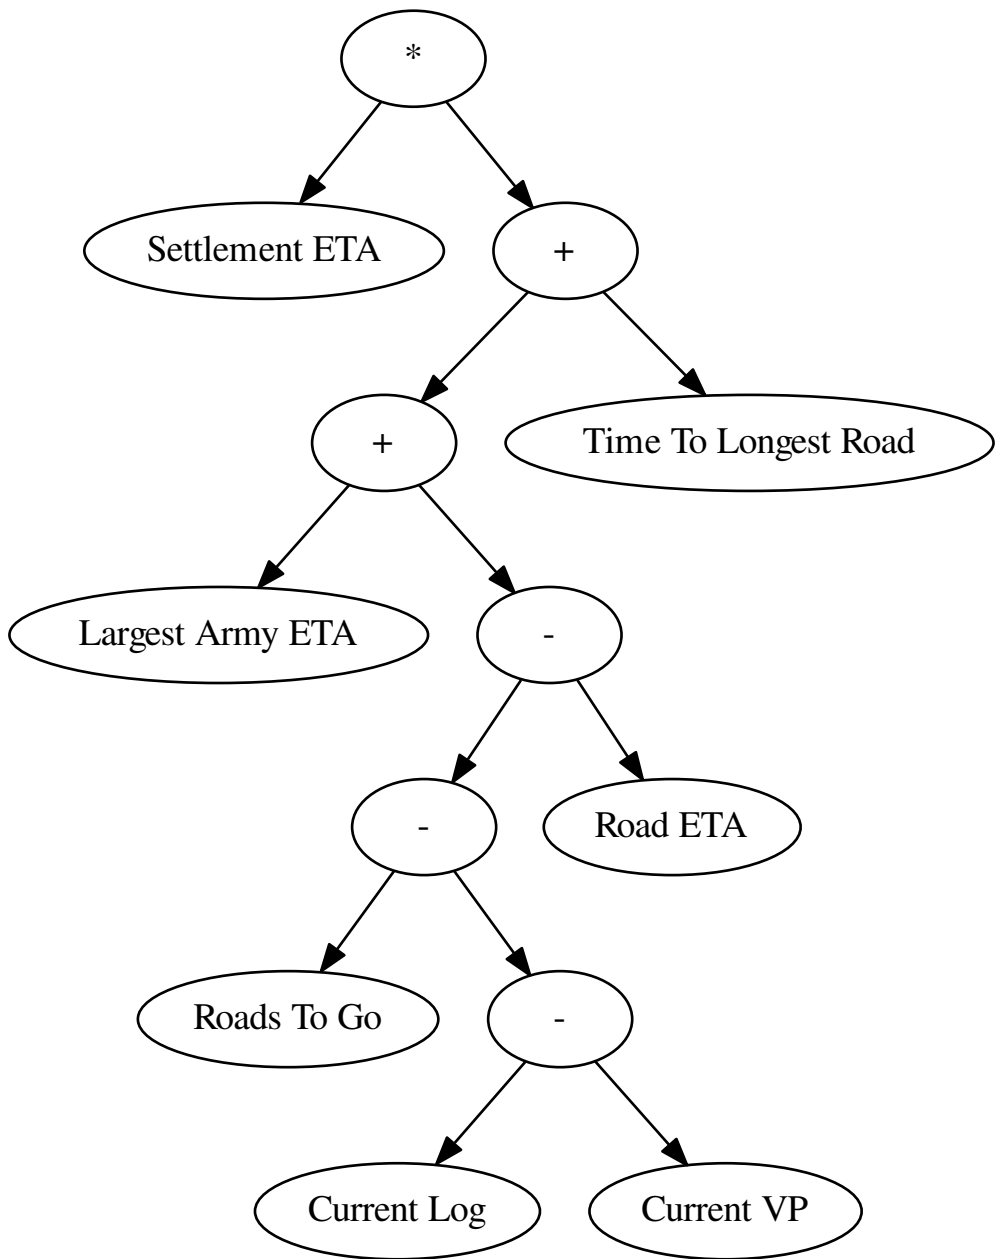 *
Settlement ETA
+
+
Time To Longest Road
Largest Army ETA
-
-
Road ETA
Roads To Go
-
Current Log
Current VP